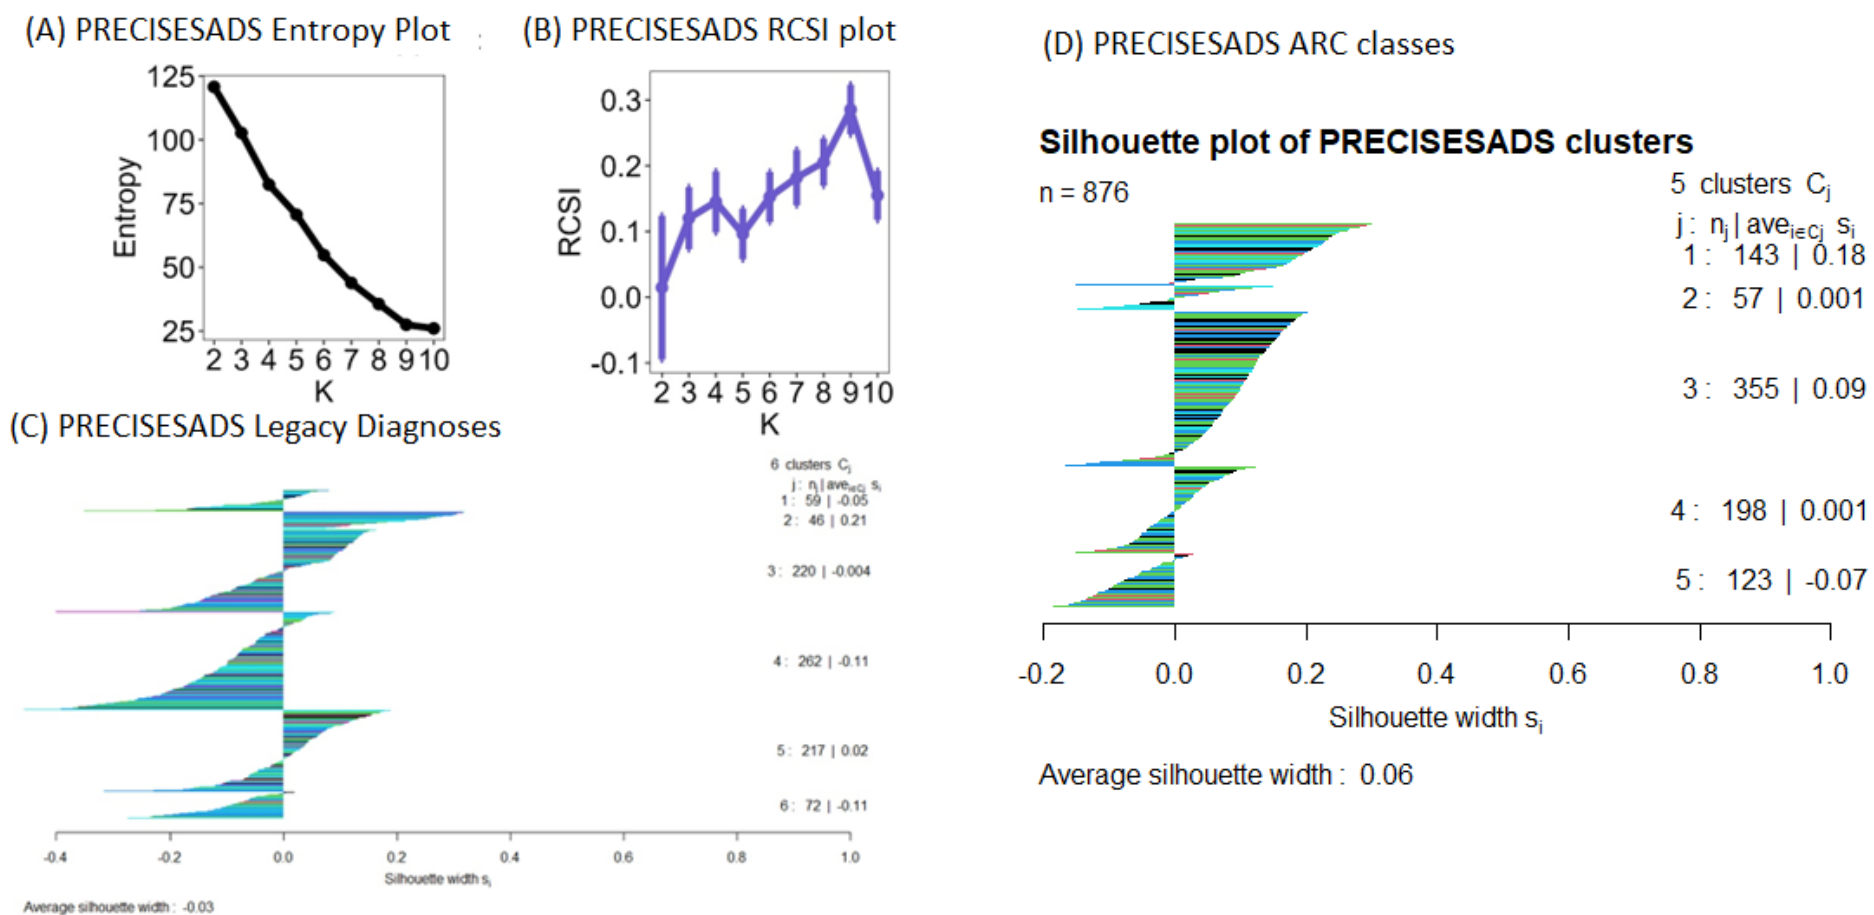 (A) PRECISESADS Entropy Plot
(B) PRECISESADS RCSI plot
(D) PRECISESADS ARC classes
125
100
75
50
25
Entropy
2 3 4 5 6 7 8 9 10
K
0.3
0.2
0.1
0.0
-0.1
RCSI
2 3 4 5 6 7 8 9 10
K
(C) PRECISESADS Legacy Diagnoses
6 clusters Cj
j : nj | avei∈Cj si
1 : 59 | -0.05
2 : 46 | 0.21
3 : 220 | -0.004
4 : 262 | -0.11
5 : 217 | 0.02
6 : 72 | -0.11
-0.4 -0.2 0.0 0.2 0.4 0.6 0.8 1.0
Silhouette width si
Average silhouette width : -0.03
Silhouette plot of PRECISESADS clusters
n = 876
5 clusters Cj
j : nj | avei∈Cj si
1 : 143 | 0.18
2 : 57 | 0.001
3 : 355 | 0.09
4 : 198 | 0.001
5 : 123 | -0.07
-0.2 0.0 0.2 0.4 0.6 0.8 1.0
Silhouette width si
Average silhouette width : 0.06